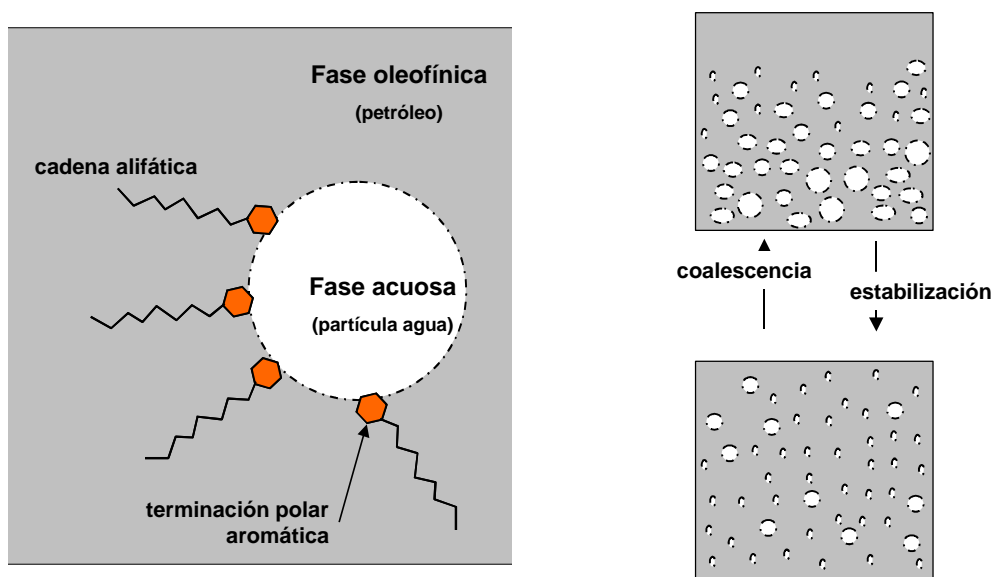 Fase oleofínica
(petróleo)
cadena alifática
Fase acuosa
(partícula agua)
terminación polar
aromática
coalescencia
estabilización